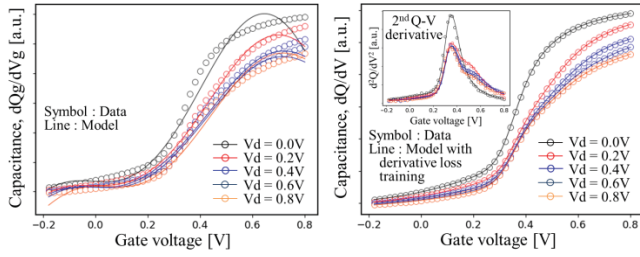 Capacitance, dQg/dVg [a.u.]
Symbol : Data
Line : Model
Vd = 0.0V
Vd = 0.2V
Vd = 0.4V
Vd = 0.6V
Vd = 0.8V
−0.2 0.0 0.2 0.4 0.6 0.8
Gate voltage [V]
Capacitance, dQ/dV [a.u.]
d²Q/dV² [a.u.]
2nd Q-V
derivative
-0.2 0.0 0.2 0.4 0.6 0.8
Gate voltage [V]
Symbol : Data
Line : Model with
derivative loss
training
Vd = 0.0V
Vd = 0.2V
Vd = 0.4V
Vd = 0.6V
Vd = 0.8V
−0.2 0.0 0.2 0.4 0.6 0.8
Gate voltage [V]